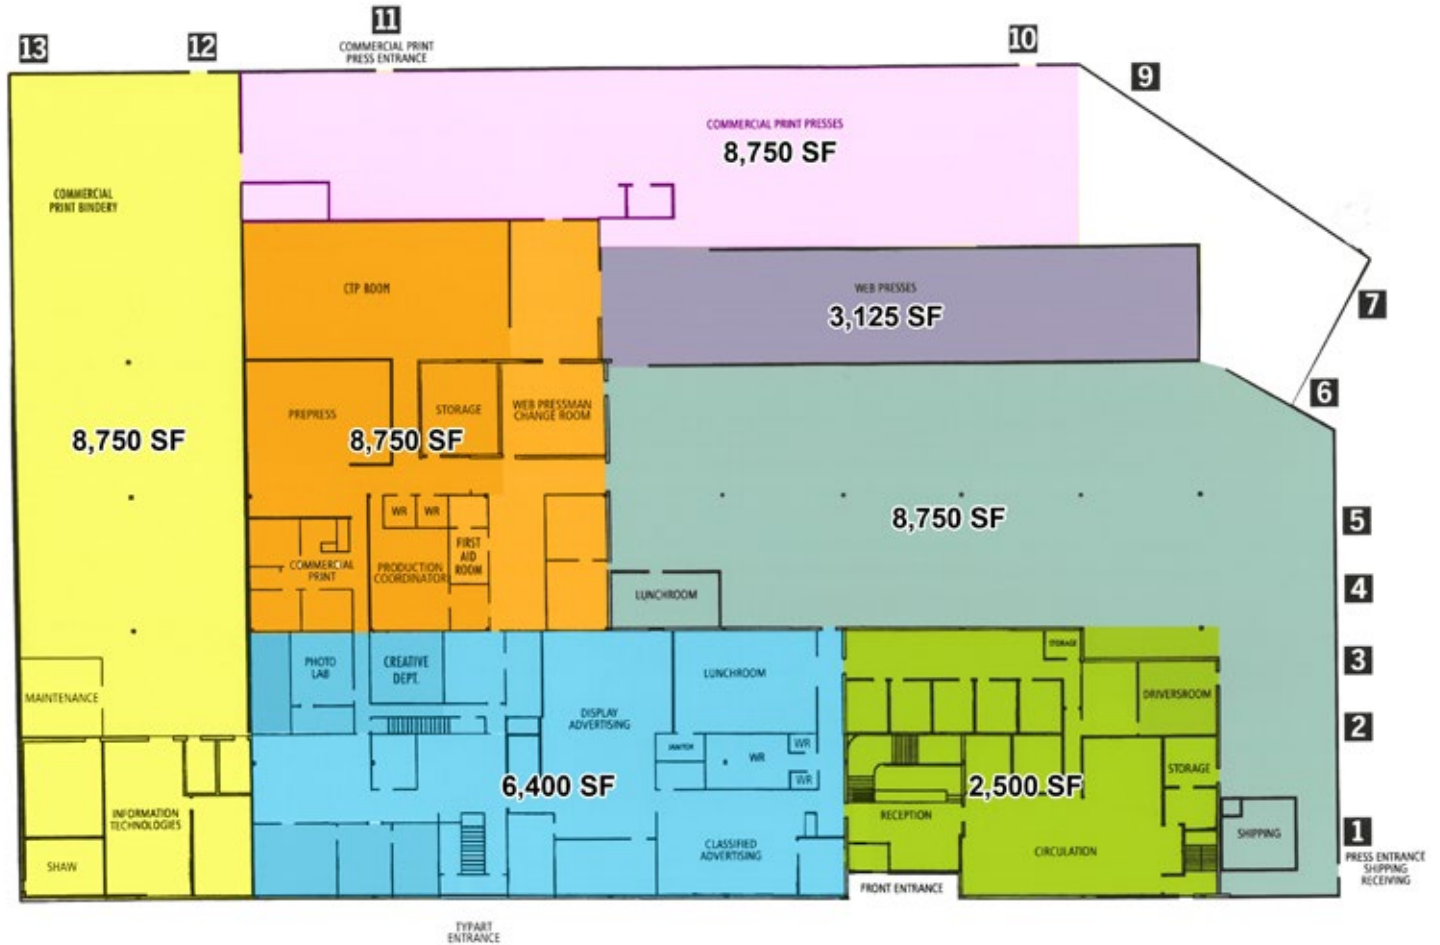 11
13
12
COMMERCIAL PRINT
PRESS ENTRANCE
10
9
COMMERCIAL PRINT PRESSES
8,750 SF
COMMERCIAL
PRINT BINDERY
CTP ROOM
WEB PRESSES
3,125 SF
7
6
PREPRESS
STORAGE
WEB PRESSMAN
CHANGE ROOM
8,750 SF
8,750 SF
WR
WR
8,750 SF
5
FIRST
AID
ROOM
COMMERCIAL
PRINT
PRODUCTION
COORDINATOR
LUNCHROOM
4
PHOTO
LAB
CREATIVE
DEPT.
LUNCHROOM
STORAGE
3
MAINTENANCE
DRIVERSROOM
DISPLAY
ADVERTISING
2
JANITOR
WR
WR
WR
STORAGE
6,400 SF
2,500 SF
INFORMATION
TECHNOLOGIES
RECEPTION
SHIPPING
1
SHAW
CLASSIFIED
ADVERTISING
CIRCULATION
PRESS ENTRANCE
SHIPPING
RECEIVING
FRONT ENTRANCE
TYPART
ENTRANCE